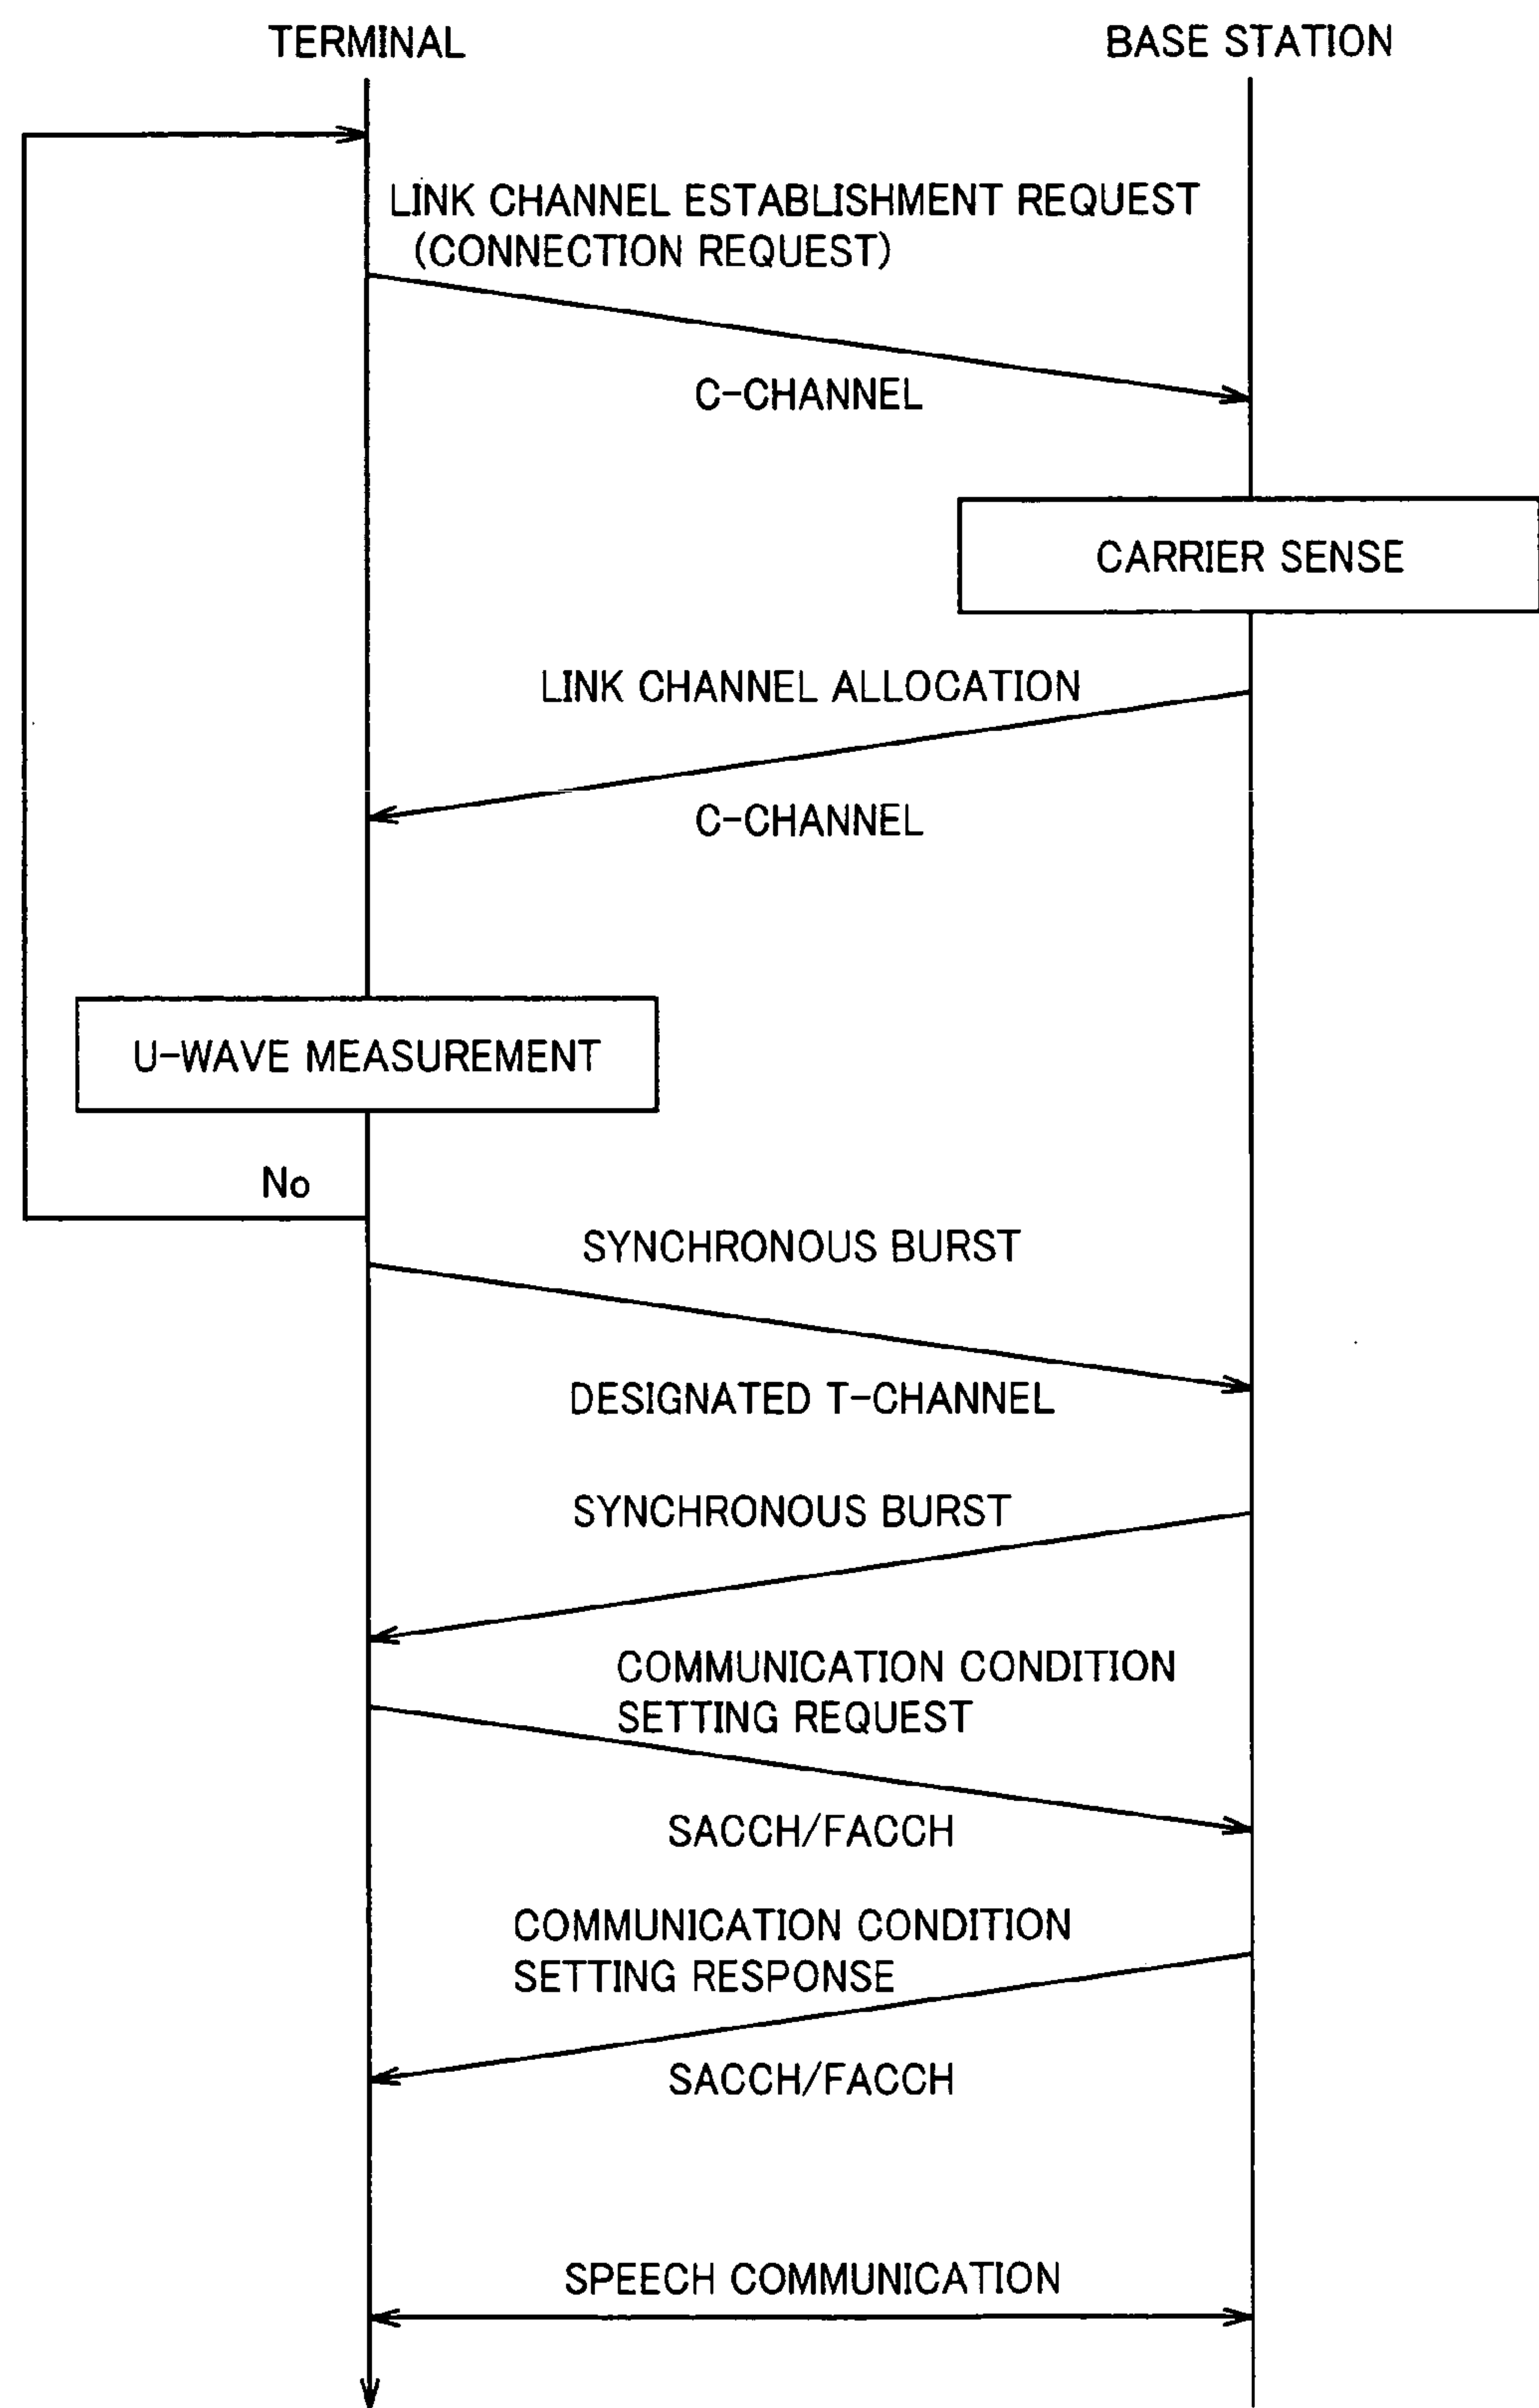 TERMINAL
BASE STATION
LINK CHANNEL ESTABLISHMENT REQUEST
(CONNECTION REQUEST)
C-CHANNEL
CARRIER SENSE
LINK CHANNEL ALLOCATION
C-CHANNEL
U-WAVE MEASUREMENT
No
SYNCHRONOUS BURST
DESIGNATED T-CHANNEL
SYNCHRONOUS BURST
COMMUNICATION CONDITION
SETTING REQUEST
SACCH/FACCH
COMMUNICATION CONDITION
SETTING RESPONSE
SACCH/FACCH
SPEECH COMMUNICATION